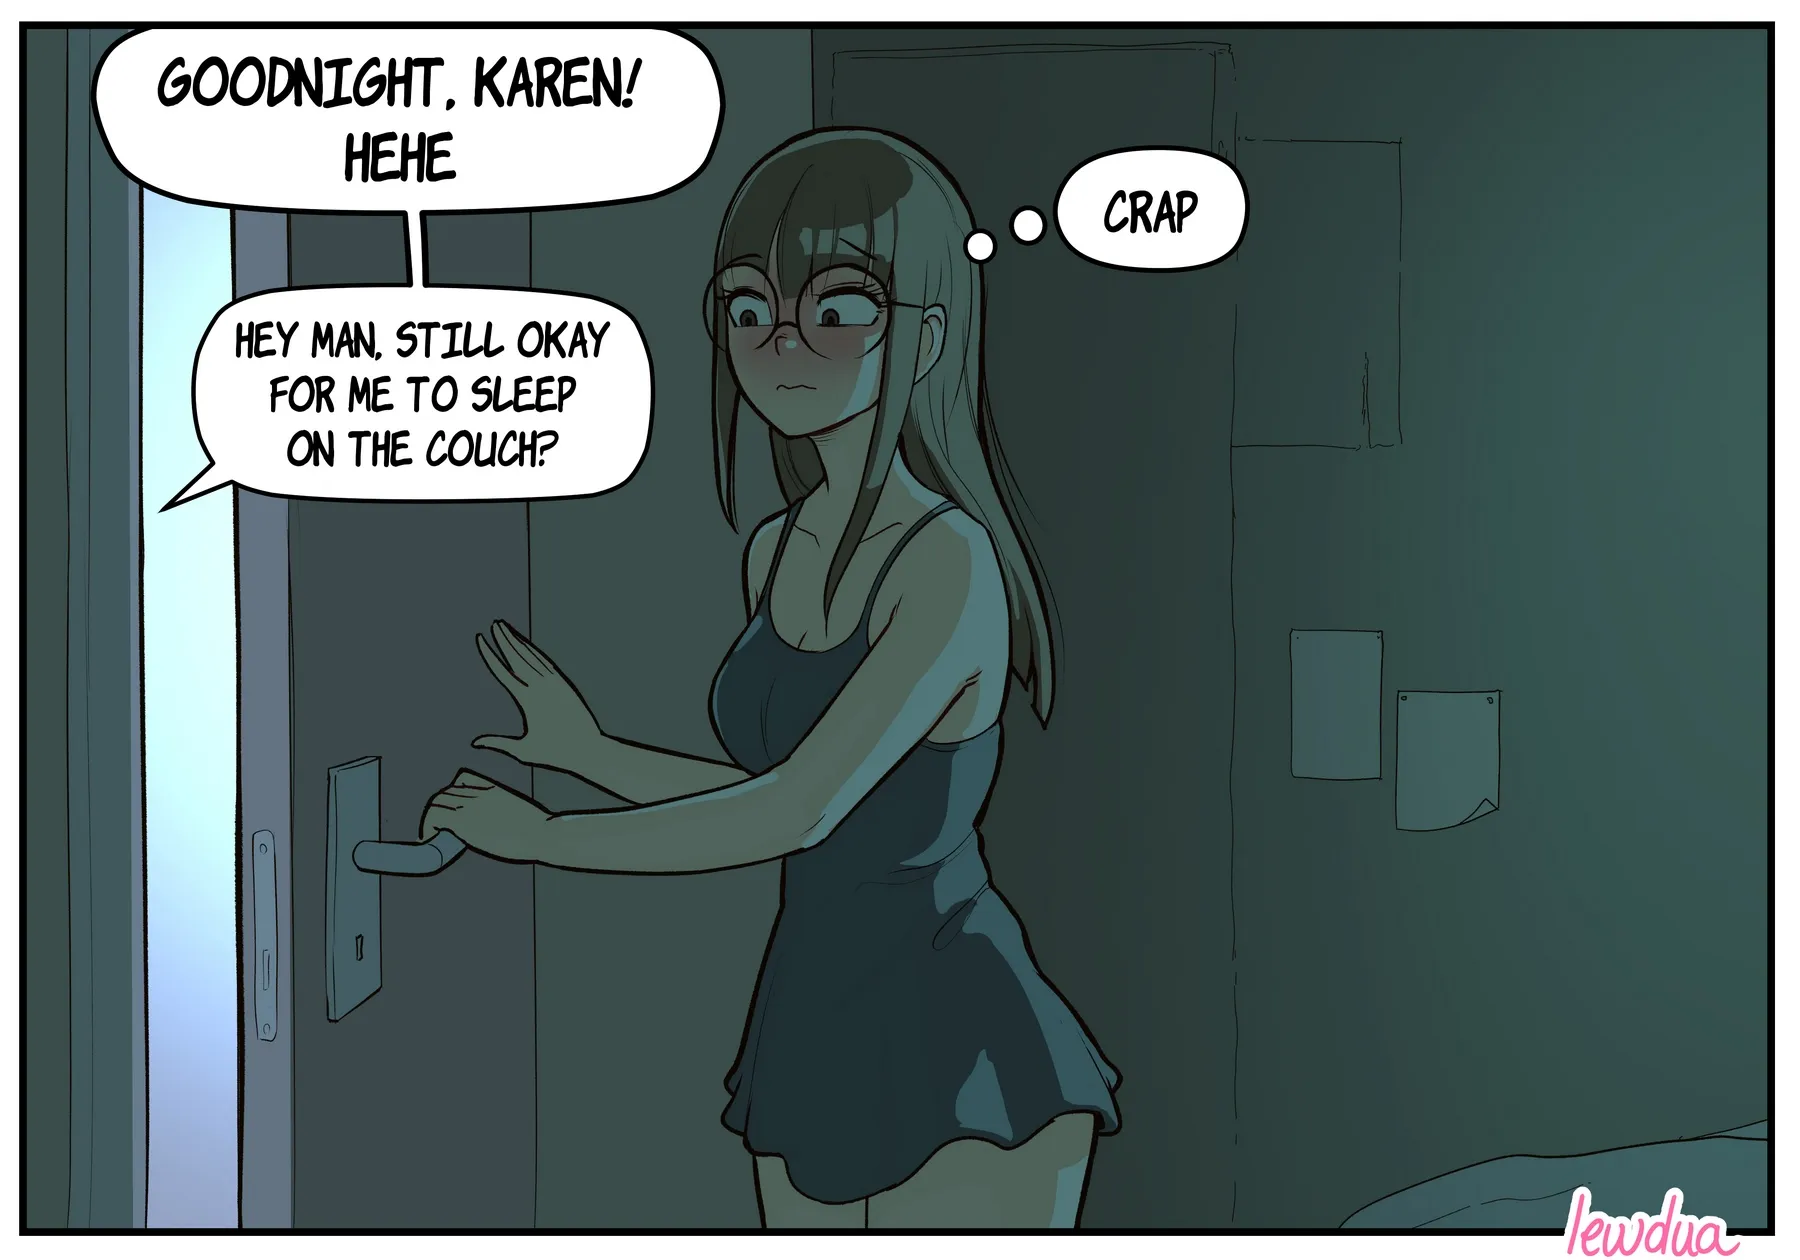 GOODNIGHT, KAREN!
HEHE
HEY MAN, STILL OKAY
FOR ME TO SLEEP
ON THE COUCH?
CRAP
lewdua